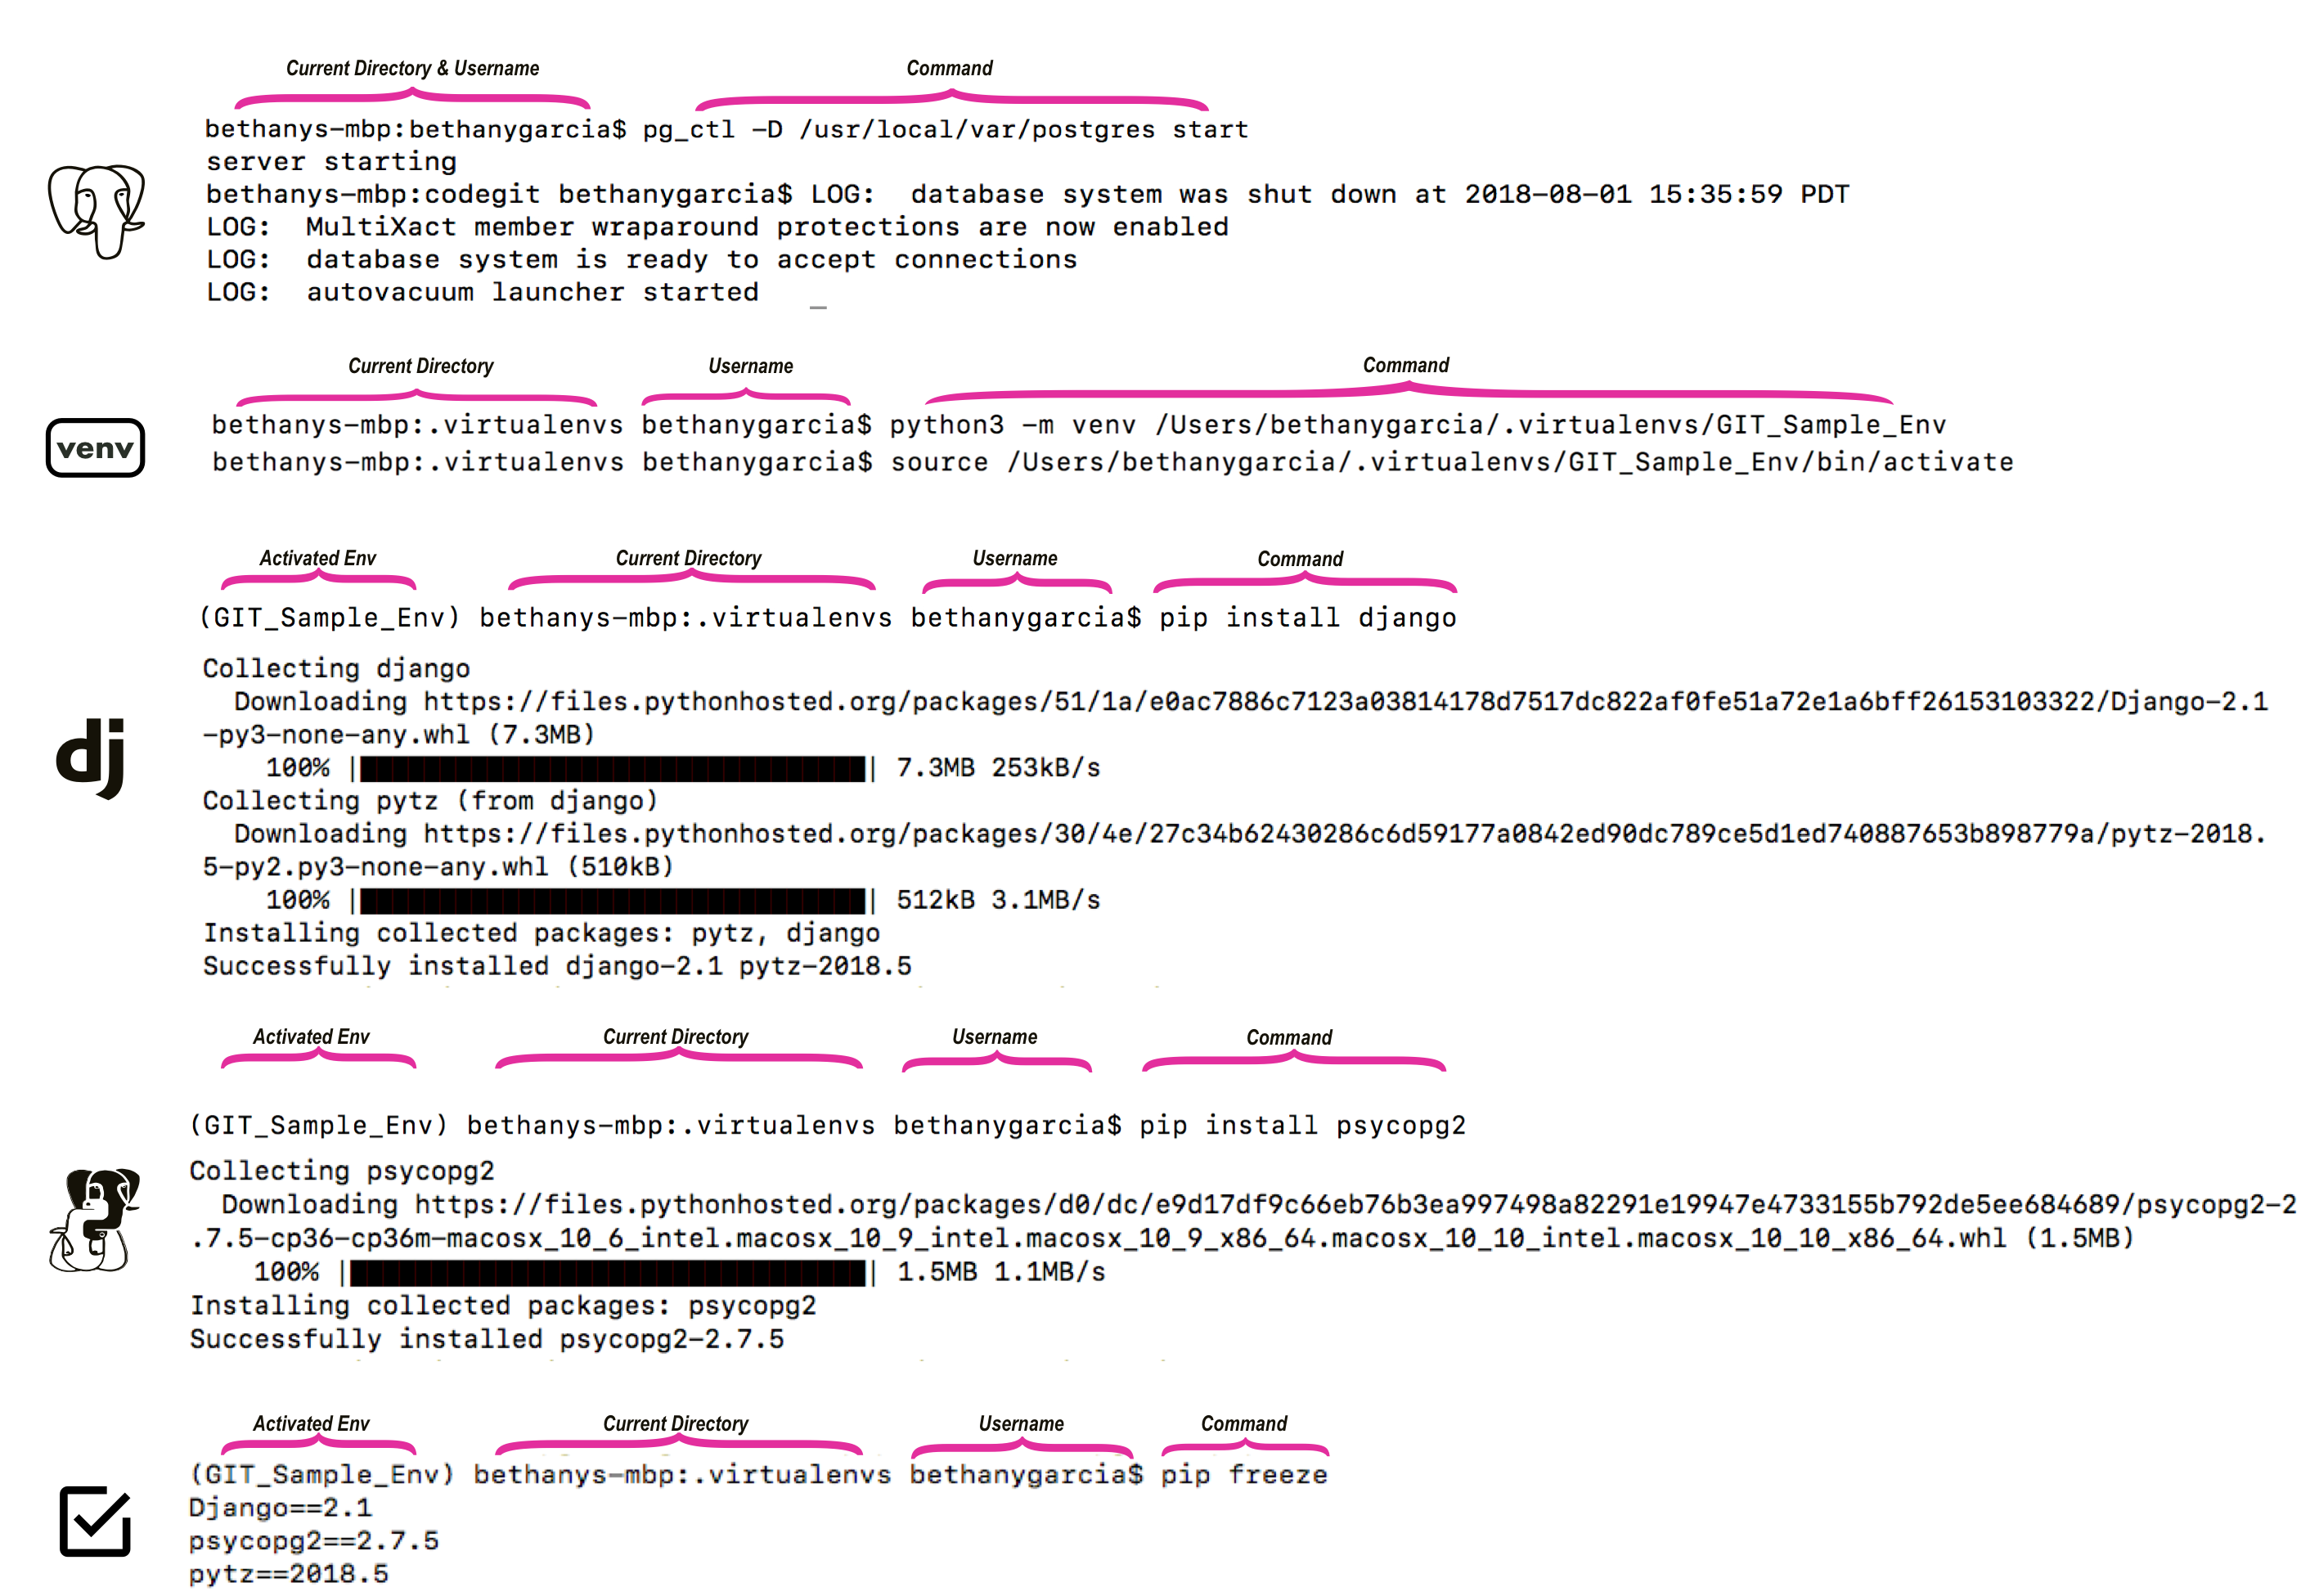 Current Directory & Username Command
bethanys-mbp:bethanygarcia$ pg_ctl -D /usr/local/var/postgres start
server starting
bethanys-mbp:codegit bethanygarcia$ LOG:  database system was shut down at 2018-08-01 15:35:59 PDT
LOG:  MultiXact member wraparound protections are now enabled
LOG:  database system is ready to accept connections
LOG:  autovacuum launcher started _
Current Directory Username Command
venv
bethanys-mbp:.virtualenvs bethanygarcia$ python3 -m venv /Users/bethanygarcia/.virtualenvs/GIT_Sample_Env
bethanys-mbp:.virtualenvs bethanygarcia$ source /Users/bethanygarcia/.virtualenvs/GIT_Sample_Env/bin/activate
Activated Env Current Directory Username Command
(GIT_Sample_Env) bethanys-mbp:.virtualenvs bethanygarcia$ pip install django
dj
Collecting django
  Downloading https://files.pythonhosted.org/packages/51/1a/e0ac7886c7123a03814178d7517dc822af0fe51a72e1a6bff26153103322/Django-2.1
-py3-none-any.whl (7.3MB)
    100% |████████████████████████████████| 7.3MB 253kB/s
Collecting pytz (from django)
  Downloading https://files.pythonhosted.org/packages/30/4e/27c34b62430286c6d59177a0842ed90dc789ce5d1ed740887653b898779a/pytz-2018.
5-py2.py3-none-any.whl (510kB)
    100% |████████████████████████████████| 512kB 3.1MB/s
Installing collected packages: pytz, django
Successfully installed django-2.1 pytz-2018.5
Activated Env Current Directory Username Command
(GIT_Sample_Env) bethanys-mbp:.virtualenvs bethanygarcia$ pip install psycopg2
Collecting psycopg2
  Downloading https://files.pythonhosted.org/packages/d0/dc/e9d17df9c66eb76b3ea997498a82291e19947e4733155b792de5ee684689/psycopg2-2
.7.5-cp36-cp36m-macosx_10_6_intel.macosx_10_9_intel.macosx_10_9_x86_64.macosx_10_10_intel.macosx_10_10_x86_64.whl (1.5MB)
    100% |████████████████████████████████| 1.5MB 1.1MB/s
Installing collected packages: psycopg2
Successfully installed psycopg2-2.7.5
Activated Env Current Directory Username Command
(GIT_Sample_Env) bethanys-mbp:.virtualenvs bethanygarcia$ pip freeze
Django==2.1
psycopg2==2.7.5
pytz==2018.5